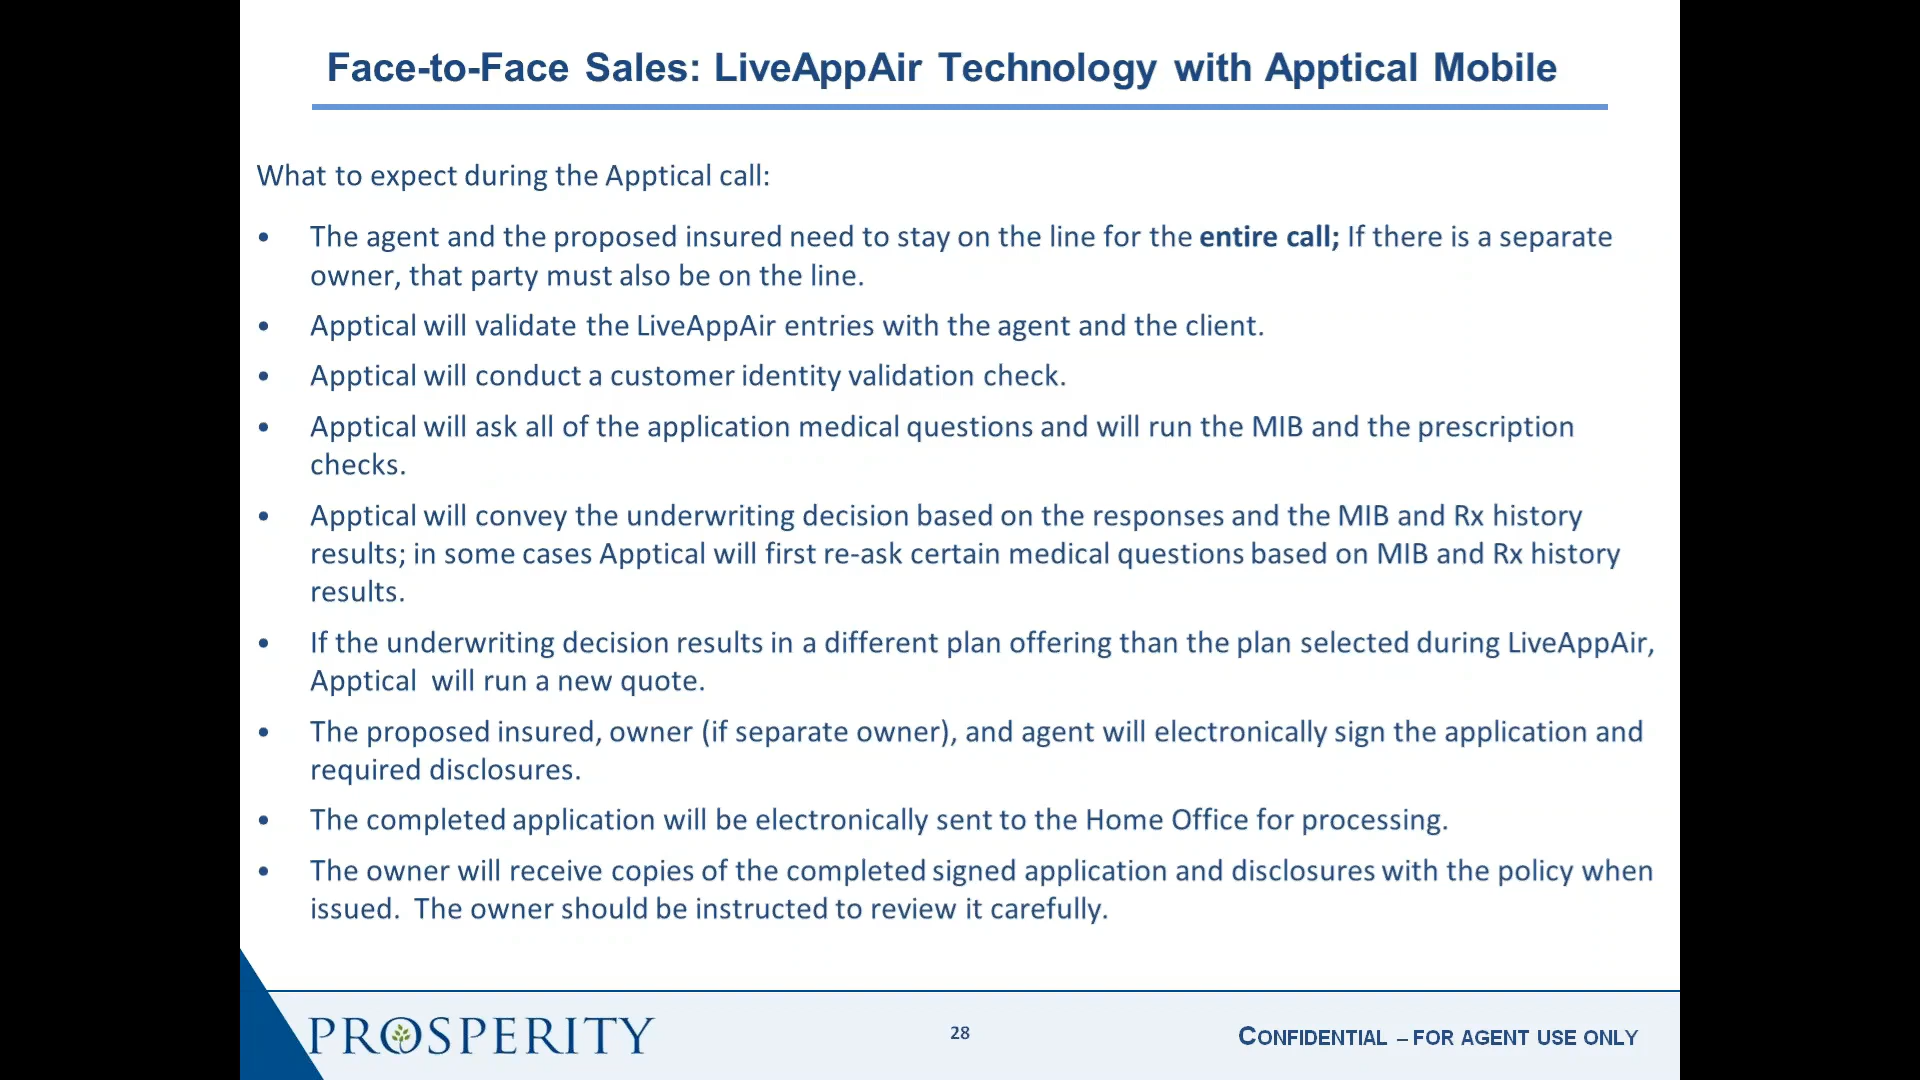 Face-to-Face Sales: LiveAppAir Technology with Apptical Mobile
What to expect during the Apptical call:
• The agent and the proposed insured need to stay on the line for the entire call; If there is a separate
owner, that party must also be on the line.
• Apptical will validate the LiveAppAir entries with the agent and the client.
• Apptical will conduct a customer identity validation check.
• Apptical will ask all of the application medical questions and will run the MIB and the prescription
checks.
• Apptical will convey the underwriting decision based on the responses and the MIB and Rx history
results; in some cases Apptical will first re-ask certain medical questions based on MIB and Rx history
results.
• If the underwriting decision results in a different plan offering than the plan selected during LiveAppAir,
Apptical  will run a new quote.
• The proposed insured, owner (if separate owner), and agent will electronically sign the application and
required disclosures.
• The completed application will be electronically sent to the Home Office for processing.
• The owner will receive copies of the completed signed application and disclosures with the policy when
issued.  The owner should be instructed to review it carefully.
PROSPERITY
28
CONFIDENTIAL – FOR AGENT USE ONLY